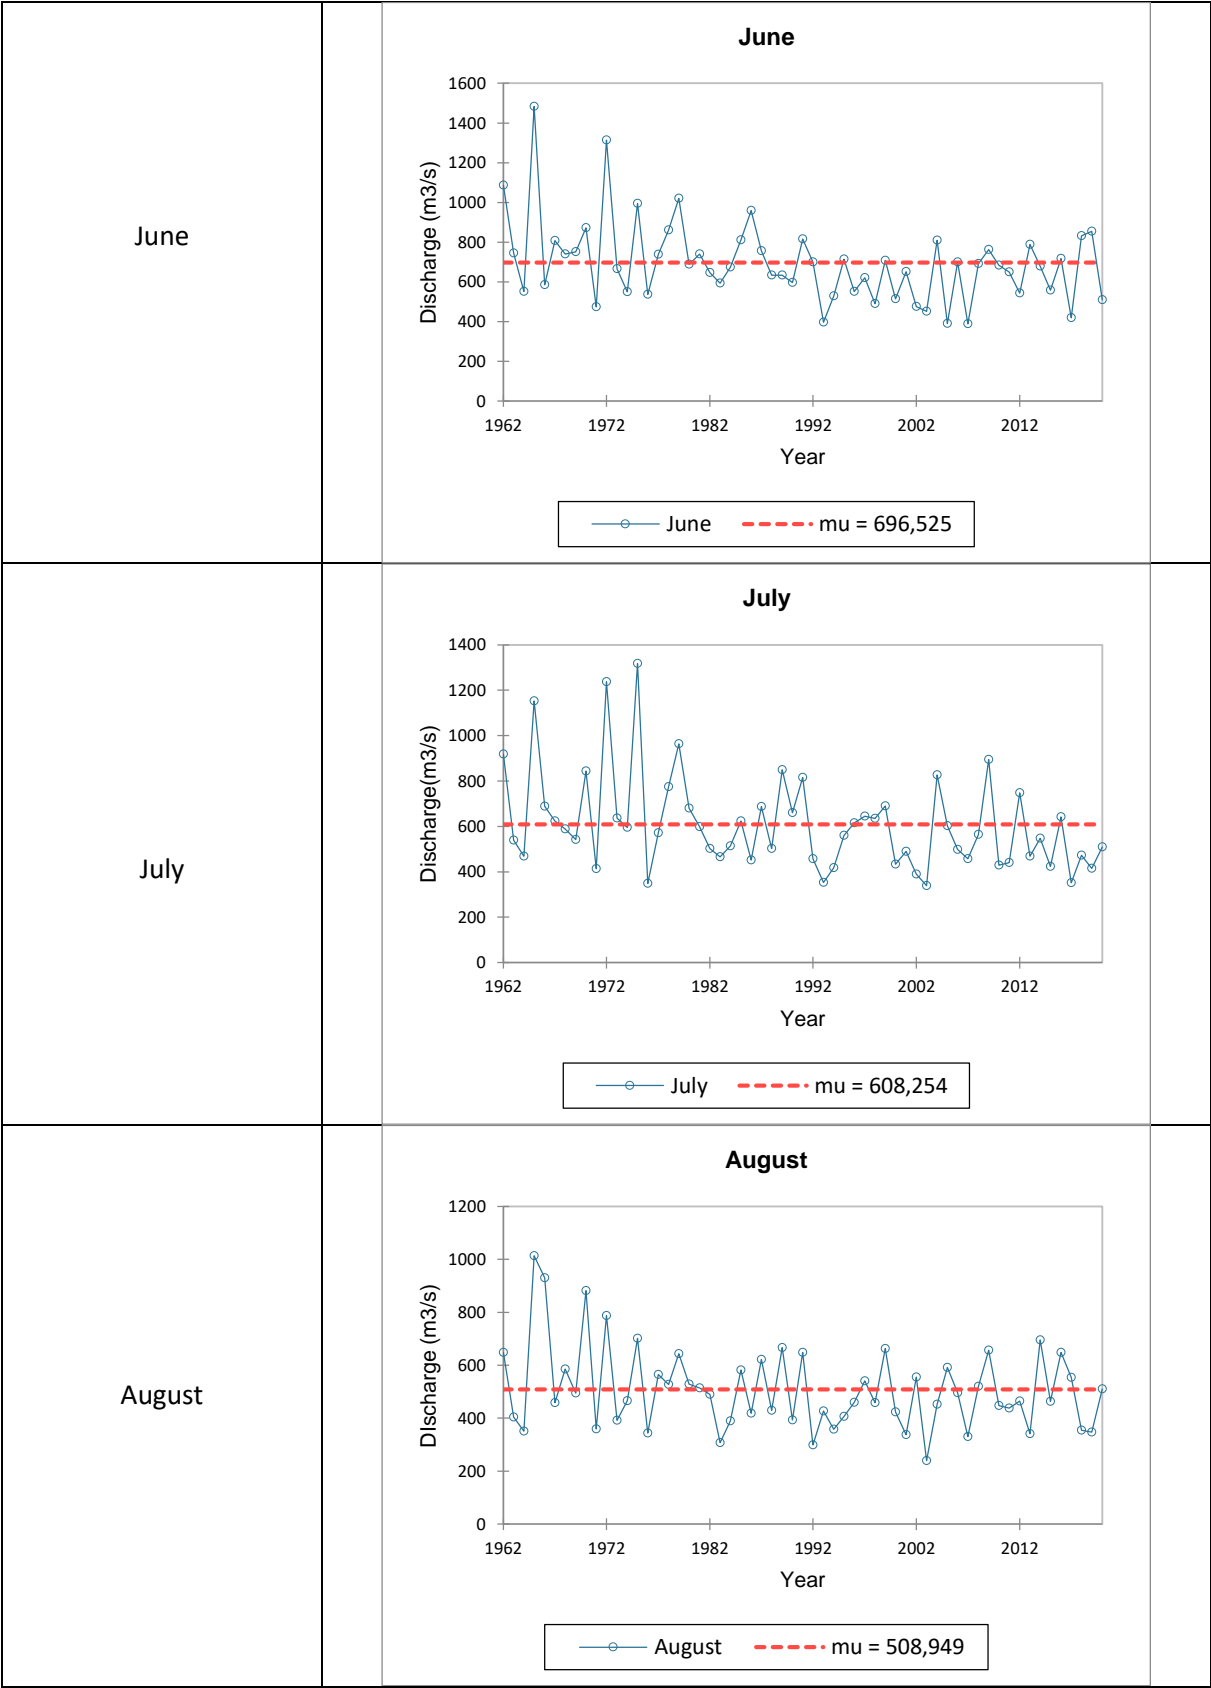 June
June
1600
1400
1200
1000
800
600
400
200
0
Discharge (m3/s)
1962 1972 1982 1992 2002 2012
Year
June mu = 696,525
July
July
1400
1200
1000
800
600
400
200
0
Discharge(m3/s)
1962 1972 1982 1992 2002 2012
Year
July mu = 608,254
August
August
1200
1000
800
600
400
200
0
DIscharge (m3/s)
1962 1972 1982 1992 2002 2012
Year
August mu = 508,949